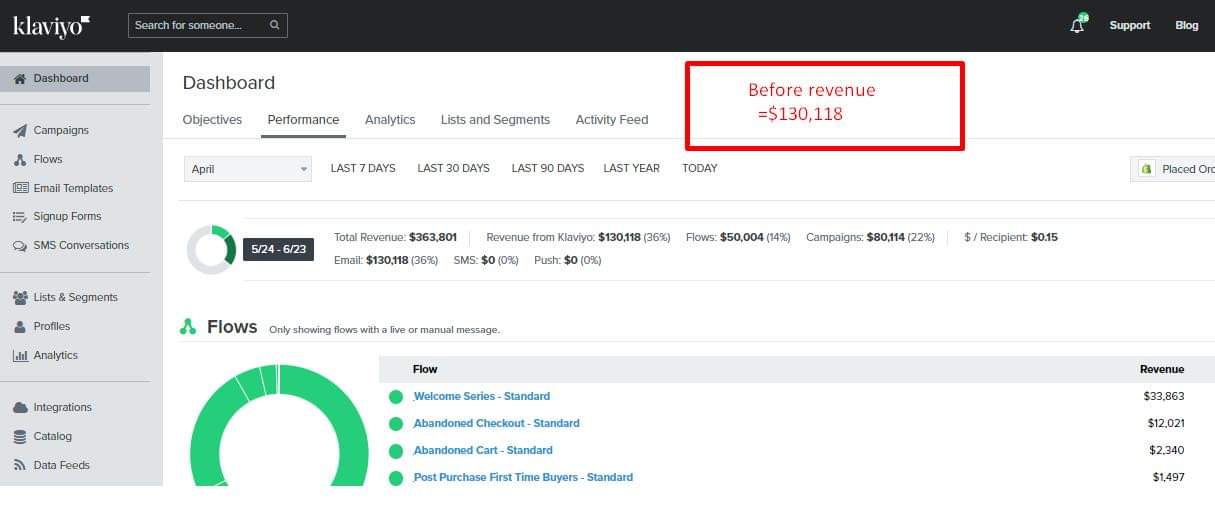 klaviyo
Search for someone...
26
Support
Blog
Dashboard
Campaigns
Flows
Email Templates
Signup Forms
SMS Conversations
Lists & Segments
Profiles
Analytics
Integrations
Catalog
Data Feeds
Dashboard
Before revenue
=$130,118
Objectives Performance Analytics Lists and Segments Activity Feed
April LAST 7 DAYS LAST 30 DAYS LAST 90 DAYS LAST YEAR TODAY Placed Orc
5/24 - 6/23
Total Revenue: $363,801 Revenue from Klaviyo: $130,118 (36%) Flows: $50,004 (14%) Campaigns: $80,114 (22%) $ / Recipient: $0.15
Email: $130,118 (36%) SMS: $0 (0%) Push: $0 (0%)
Flows Only showing flows with a live or manual message.
Flow Revenue
Welcome Series - Standard $33,863
Abandoned Checkout - Standard $12,021
Abandoned Cart - Standard $2,340
Post Purchase First Time Buyers - Standard $1,497